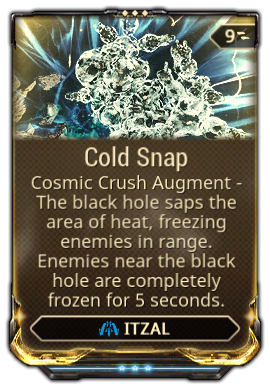 9
Cold Snap
Cosmic Crush Augment -
The black hole saps the
area of heat, freezing
enemies in range.
Enemies near the black
hole are completely
frozen for 5 seconds.
ITZAL